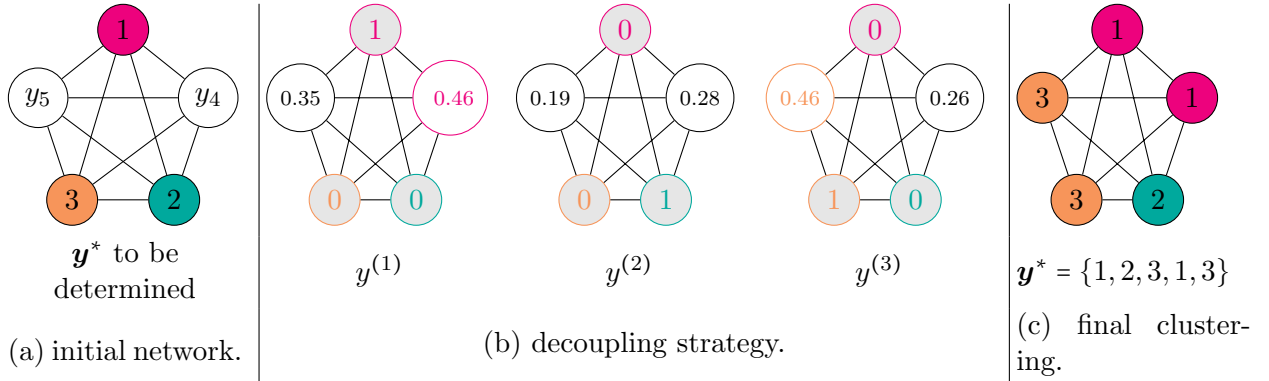 1
y₅
y₄
3
2
y* to be
determined
(a) initial network.
1
0.35
0.46
0
0
y⁽¹⁾
0
0.19
0.28
0
1
y⁽²⁾
0
0.46
0.26
1
0
y⁽³⁾
(b) decoupling strategy.
1
3
1
3
2
y* = {1, 2, 3, 1, 3}
(c) final cluster-
ing.